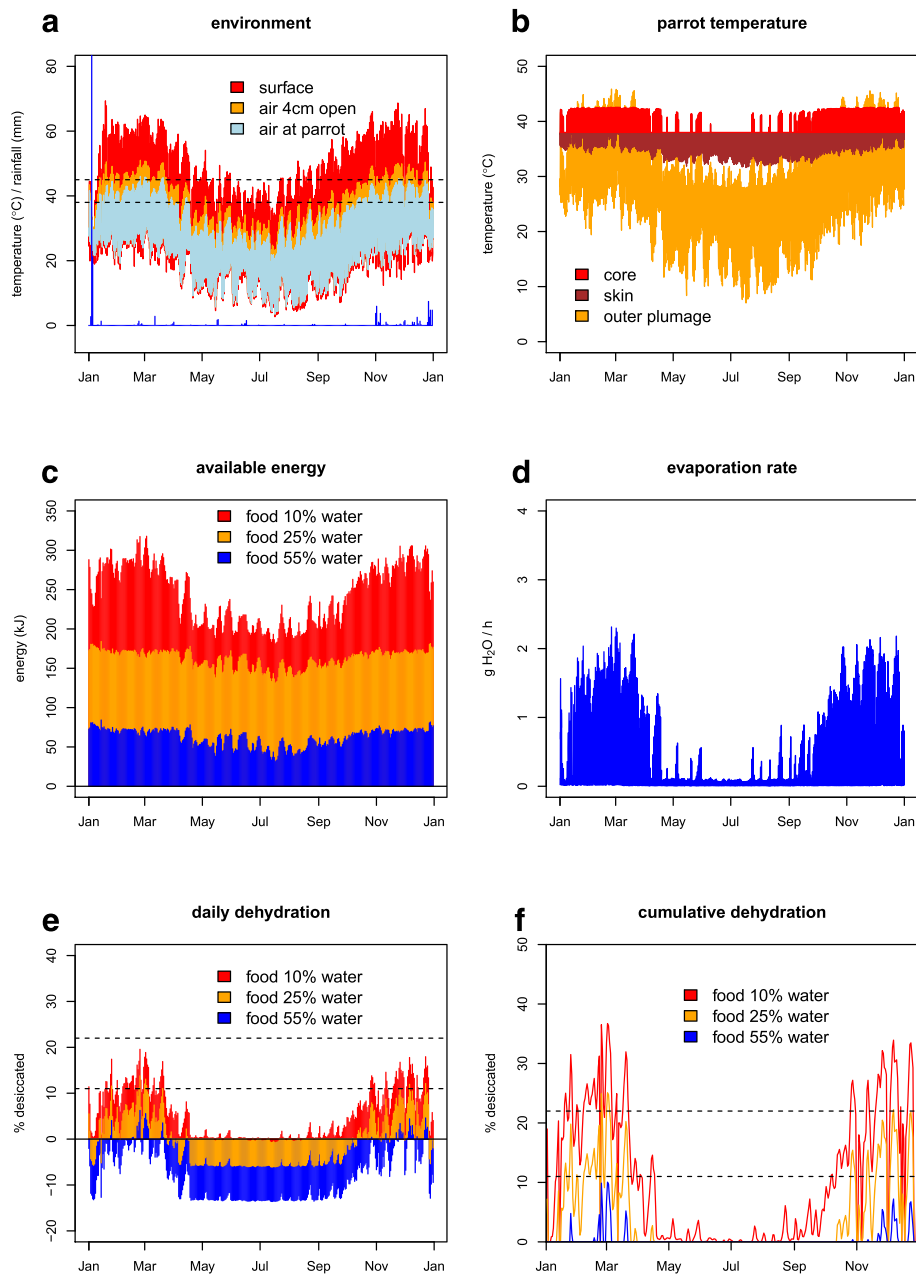 a environment
temperature (°C) / rainfall (mm)
80
60
40
20
0
surface
air 4cm open
air at parrot
Jan Mar May Jul Sep Nov Jan
b parrot temperature
temperature (°C)
50
40
30
20
10
0
core
skin
outer plumage
Jan Mar May Jul Sep Nov Jan
c available energy
energy (kJ)
350
300
250
200
150
100
50
0
food 10% water
food 25% water
food 55% water
Jan Mar May Jul Sep Nov Jan
d evaporation rate
g H₂O / h
4
3
2
1
0
Jan Mar May Jul Sep Nov Jan
e daily dehydration
% desiccated
40
30
20
10
0
−10
−20
food 10% water
food 25% water
food 55% water
Jan Mar May Jul Sep Nov Jan
f cumulative dehydration
% desiccated
50
40
30
20
10
0
food 10% water
food 25% water
food 55% water
Jan Mar May Jul Sep Nov